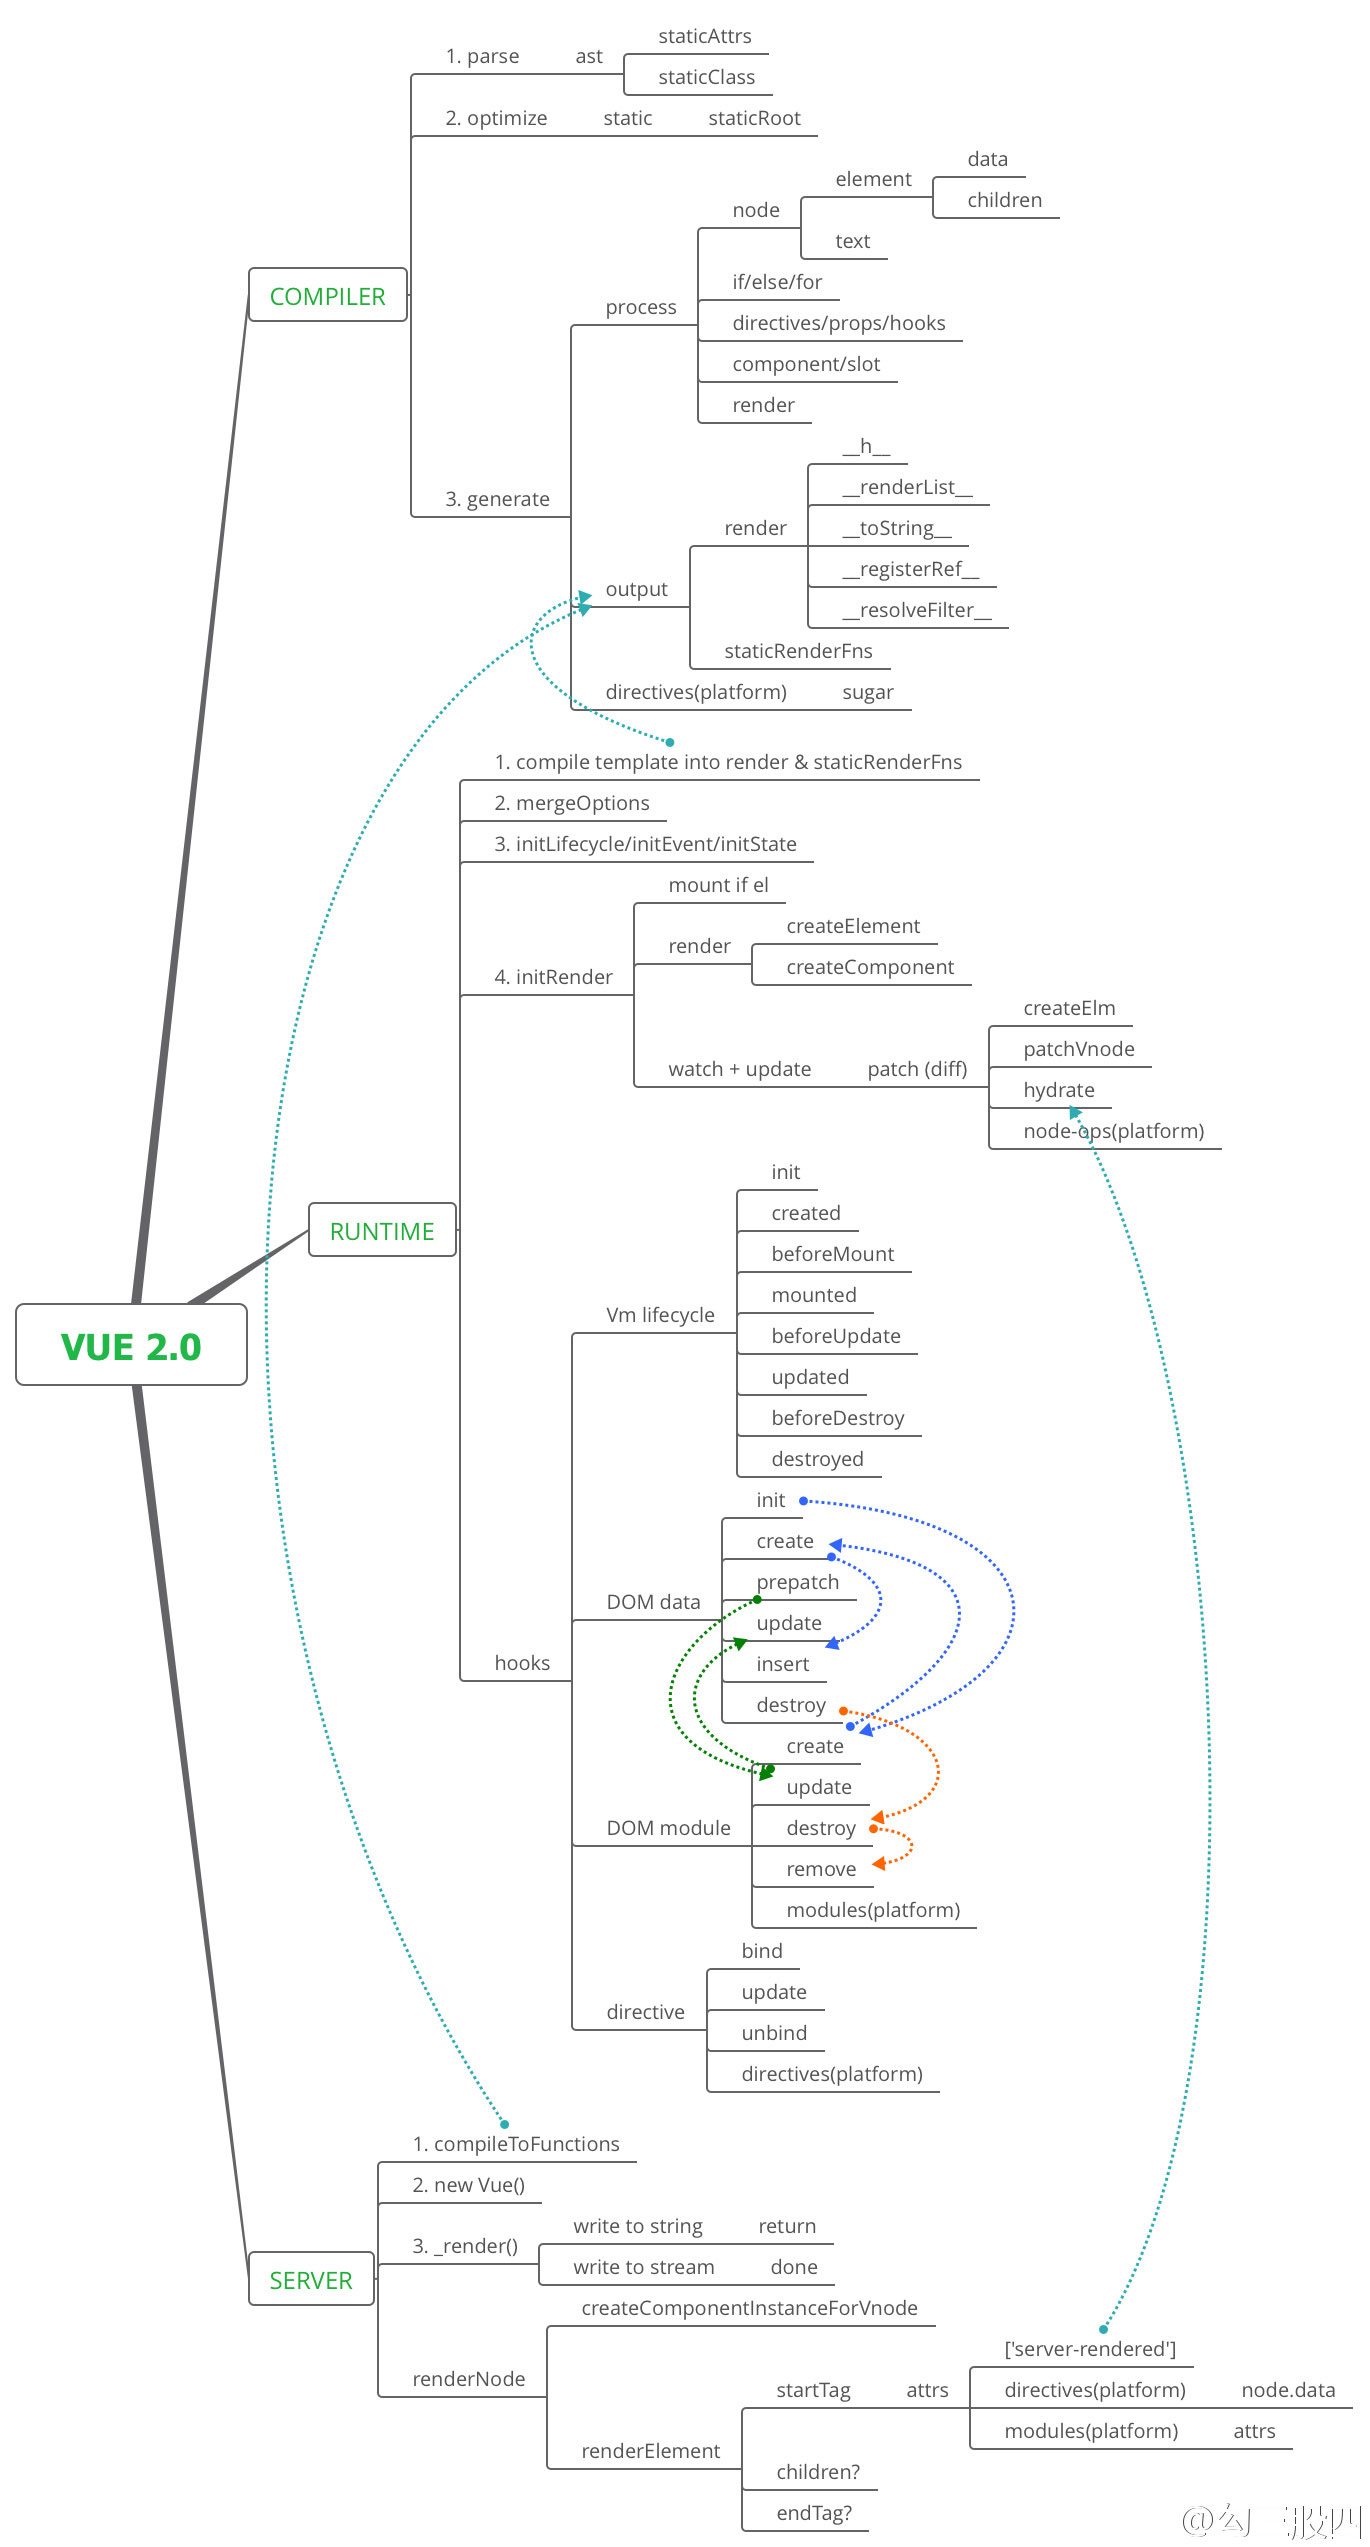 staticAttrs
1. parse ast
staticClass
2. optimize static staticRoot
data
element
children
node
text
if/else/for
COMPILER
process
directives/props/hooks
component/slot
render
__h__
__renderList__
3. generate
render
__toString__
__registerRef__
output
__resolveFilter__
staticRenderFns
directives(platform) sugar
1. compile template into render & staticRenderFns
2. mergeOptions
3. initLifecycle/initEvent/initState
mount if el
createElement
render
createComponent
4. initRender
createElm
patchVnode
watch + update patch (diff)
hydrate
node-ops(platform)
init
created
RUNTIME
beforeMount
mounted
Vm lifecycle
beforeUpdate
VUE 2.0
updated
beforeDestroy
destroyed
init
create
prepatch
DOM data
update
hooks
insert
destroy
create
update
DOM module
destroy
remove
modules(platform)
bind
update
directive
unbind
directives(platform)
1. compileToFunctions
2. new Vue()
write to string return
3. _render()
write to stream done
SERVER
createComponentInstanceForVnode
['server-rendered']
renderNode
startTag attrs
directives(platform) node.data
modules(platform) attrs
renderElement
children?
endTag?